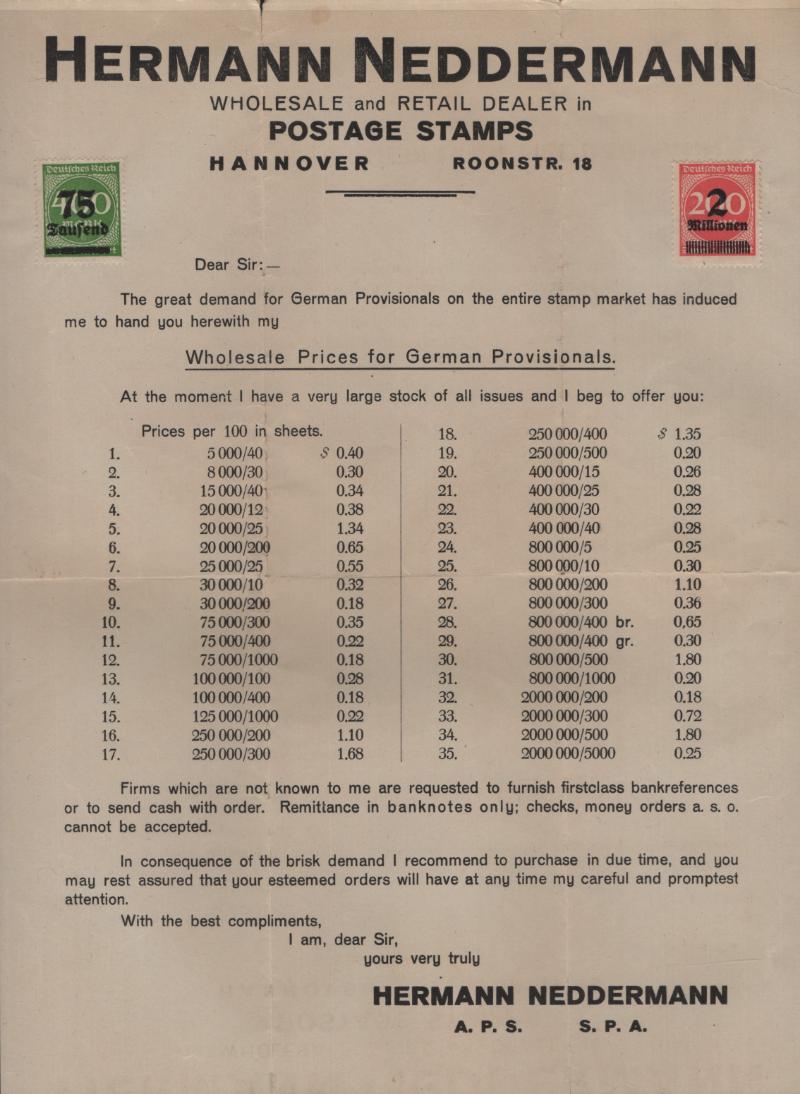 HERMANN NEDDERMANN
WHOLESALE and RETAIL DEALER in
POSTAGE STAMPS
HANNOVER ROONSTR. 18
Deutsches Reich
400
75
Tausend
Deutsches Reich
200
2
Millionen
Dear Sir:—
The great demand for German Provisionals on the entire stamp market has induced
me to hand you herewith my
Wholesale Prices for German Provisionals.
At the moment I have a very large stock of all issues and I beg to offer you:
Prices per 100 in sheets.
1. 5 000/40 $ 0.40
2. 8 000/30 0.30
3. 15 000/40 0.34
4. 20 000/12 0.38
5. 20 000/25 1.34
6. 20 000/200 0.65
7. 25 000/25 0.55
8. 30 000/10 0.32
9. 30 000/200 0.18
10. 75 000/300 0.35
11. 75 000/400 0.22
12. 75 000/1000 0.18
13. 100 000/100 0.28
14. 100 000/400 0.18
15. 125 000/1000 0.22
16. 250 000/200 1.10
17. 250 000/300 1.68
18. 250 000/400 $ 1.35
19. 250 000/500 0.20
20. 400 000/15 0.26
21. 400 000/25 0.28
22. 400 000/30 0.22
23. 400 000/40 0.28
24. 800 000/5 0.25
25. 800 000/10 0.30
26. 800 000/200 1.10
27. 800 000/300 0.36
28. 800 000/400 br. 0,65
29. 800 000/400 gr. 0.30
30. 800 000/500 1.80
31. 800 000/1000 0.20
32. 2000 000/200 0.18
33. 2000 000/300 0.72
34. 2000 000/500 1.80
35. 2000 000/5000 0.25
Firms which are not known to me are requested to furnish firstclass bankreferences
or to send cash with order. Remittance in banknotes only; checks, money orders a. s. o.
cannot be accepted.
In consequence of the brisk demand I recommend to purchase in due time, and you
may rest assured that your esteemed orders will have at any time my careful and promptest
attention.
With the best compliments,
I am, dear Sir,
yours very truly
HERMANN NEDDERMANN
A. P. S. S. P. A.